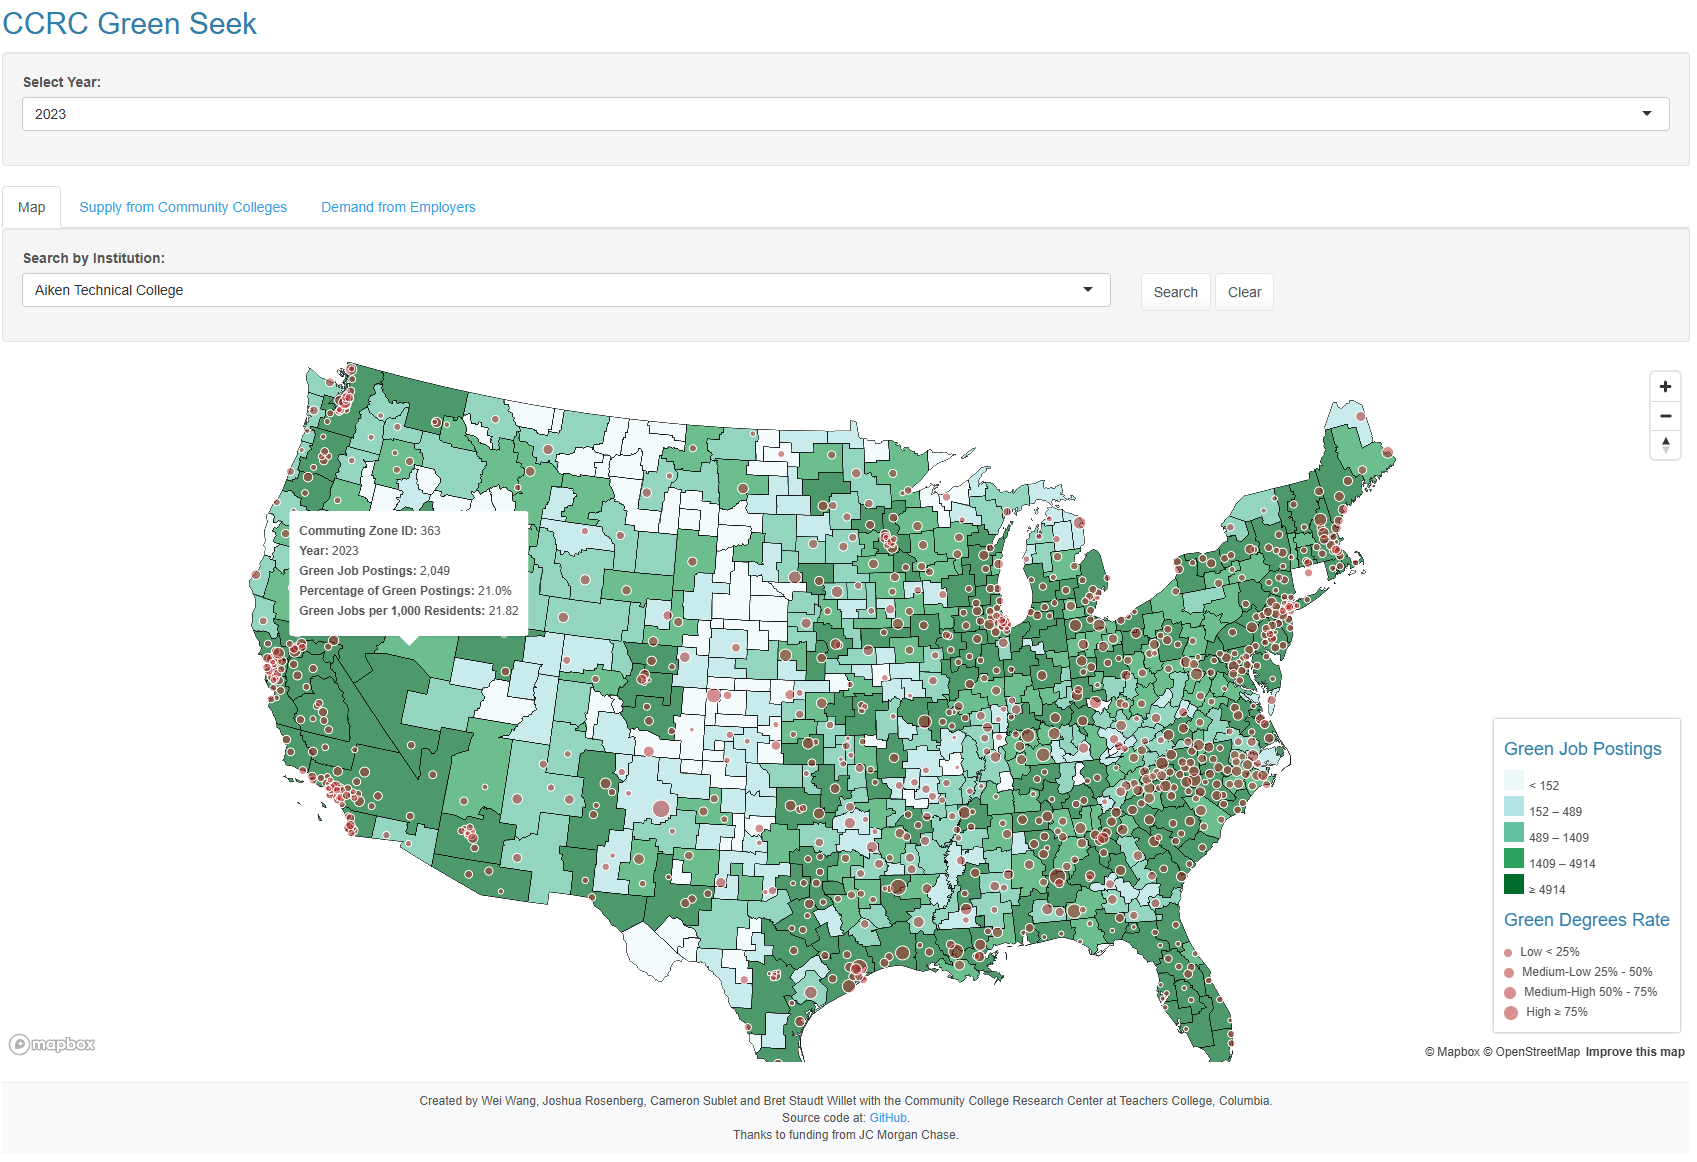 CCRC Green Seek
Select Year:
2023
Map
Supply from Community Colleges
Demand from Employers
Search by Institution:
Aiken Technical College
Search
Clear
Commuting Zone ID: 363
Year: 2023
Green Job Postings: 2,049
Percentage of Green Postings: 21.0%
Green Jobs per 1,000 Residents: 21.82
Green Job Postings
< 152
152 – 489
489 – 1409
1409 – 4914
≥ 4914
Green Degrees Rate
Low < 25%
Medium-Low 25% - 50%
Medium-High 50% - 75%
High ≥ 75%
mapbox
© Mapbox © OpenStreetMap Improve this map
Created by Wei Wang, Joshua Rosenberg, Cameron Sublet and Bret Staudt Willet with the Community College Research Center at Teachers College, Columbia.
Source code at: GitHub.
Thanks to funding from JC Morgan Chase.